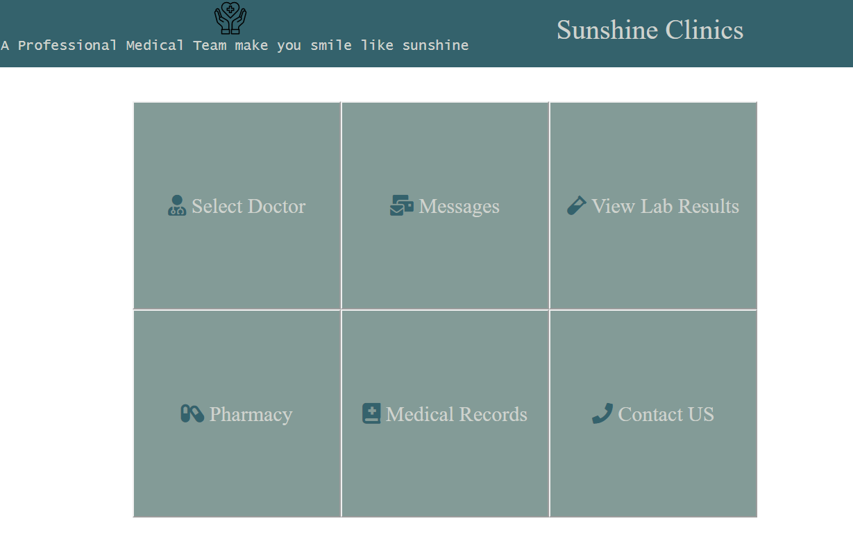 A Professional Medical Team make you smile like sunshine
Sunshine Clinics
Select Doctor
Messages
View Lab Results
Pharmacy
Medical Records
Contact US